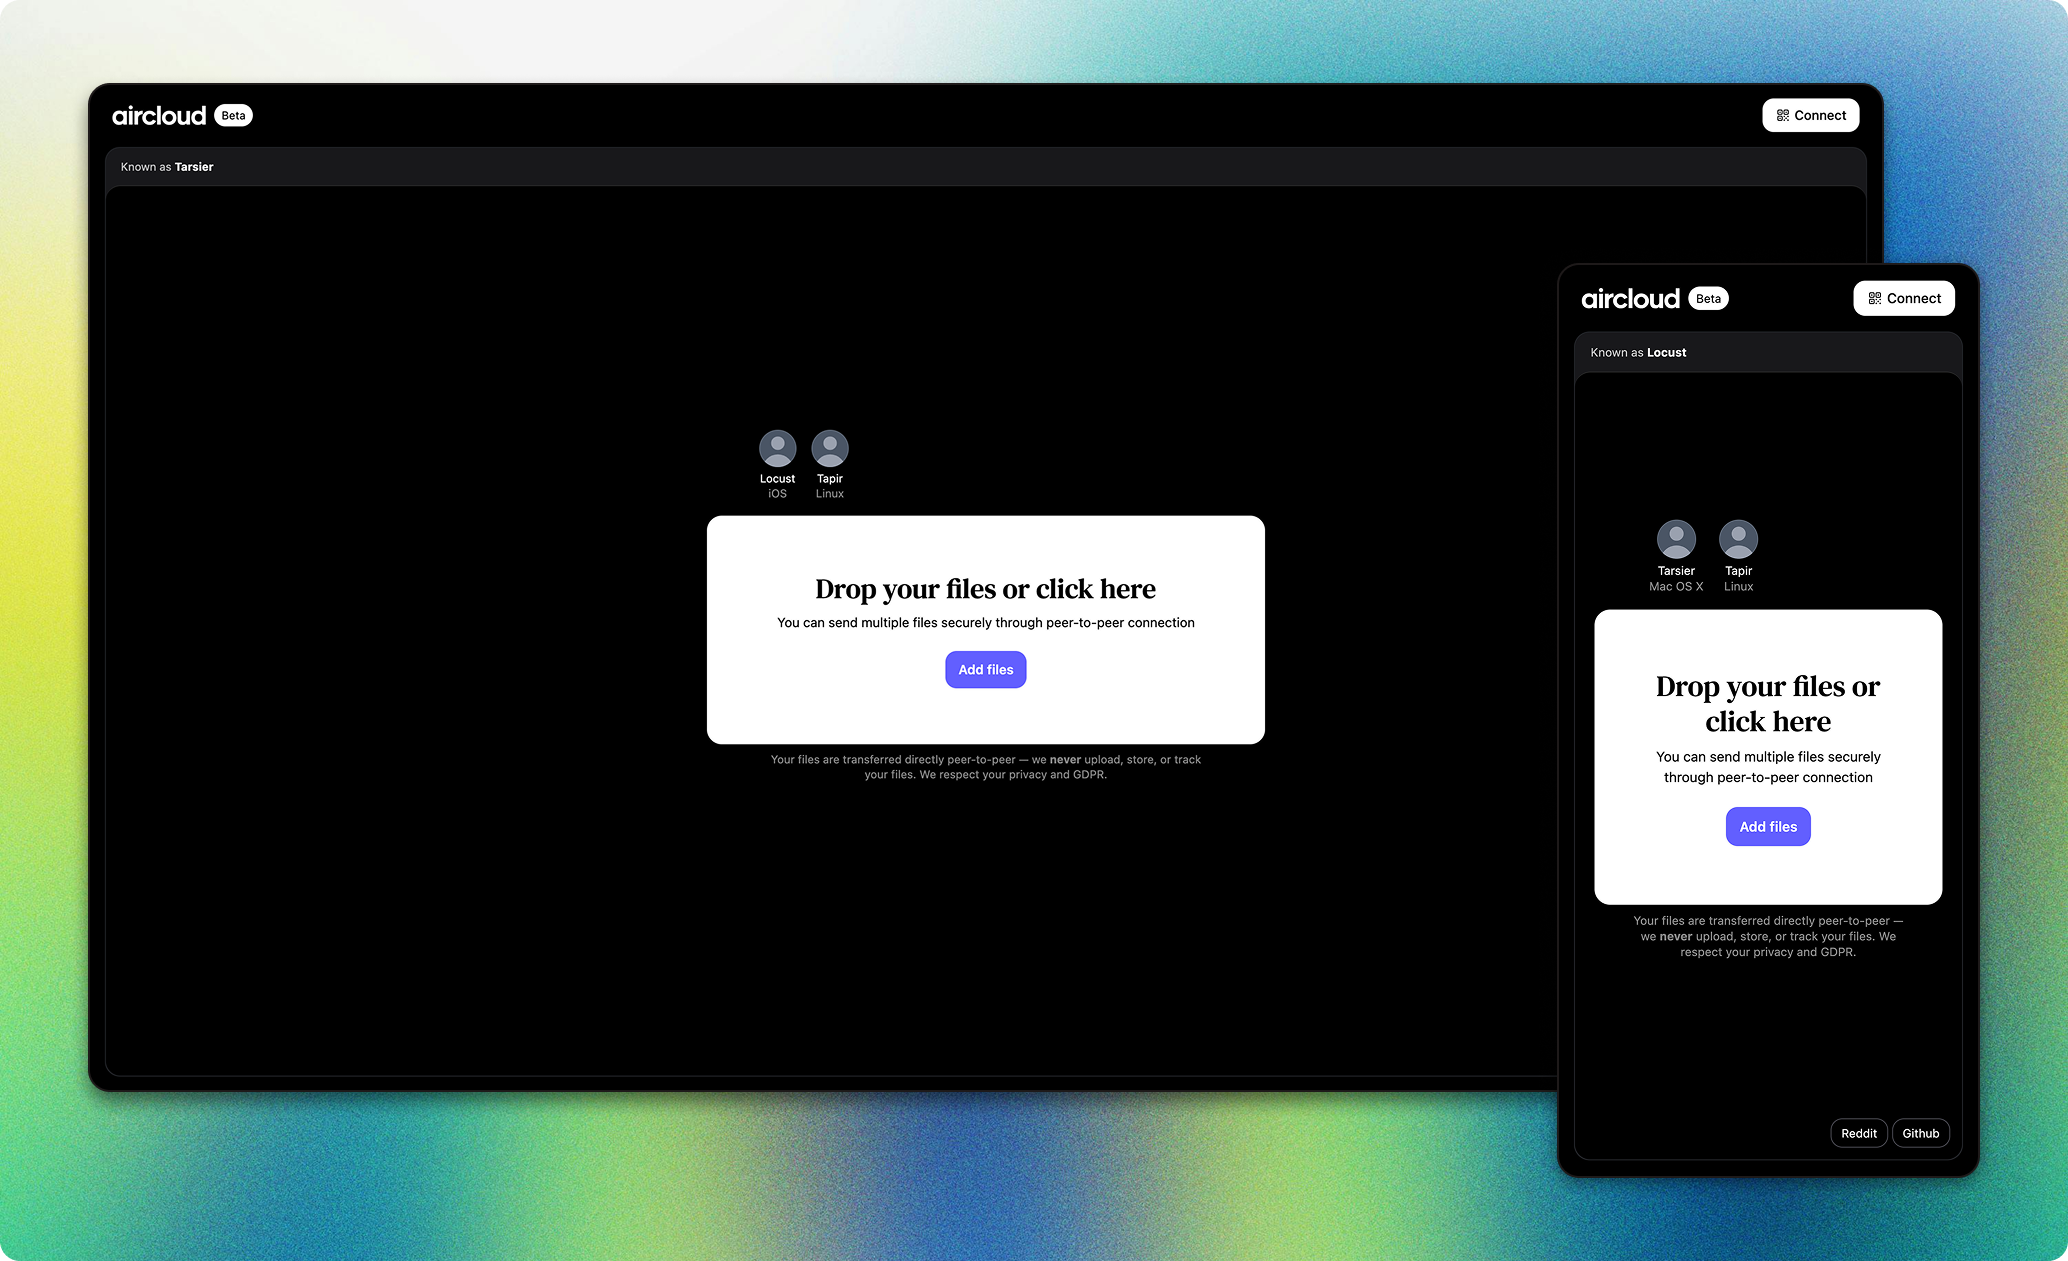 aircloud Beta
Connect
Known as Tarsier
Locust Tapir
iOS Linux
Drop your files or click here
You can send multiple files securely through peer-to-peer connection
Add files
Your files are transferred directly peer-to-peer — we never upload, store, or track
your files. We respect your privacy and GDPR.
aircloud Beta
Connect
Known as Locust
Tarsier Tapir
Mac OS X Linux
Drop your files or
click here
You can send multiple files securely
through peer-to-peer connection
Add files
Your files are transferred directly peer-to-peer —
we never upload, store, or track your files. We
respect your privacy and GDPR.
Reddit Github